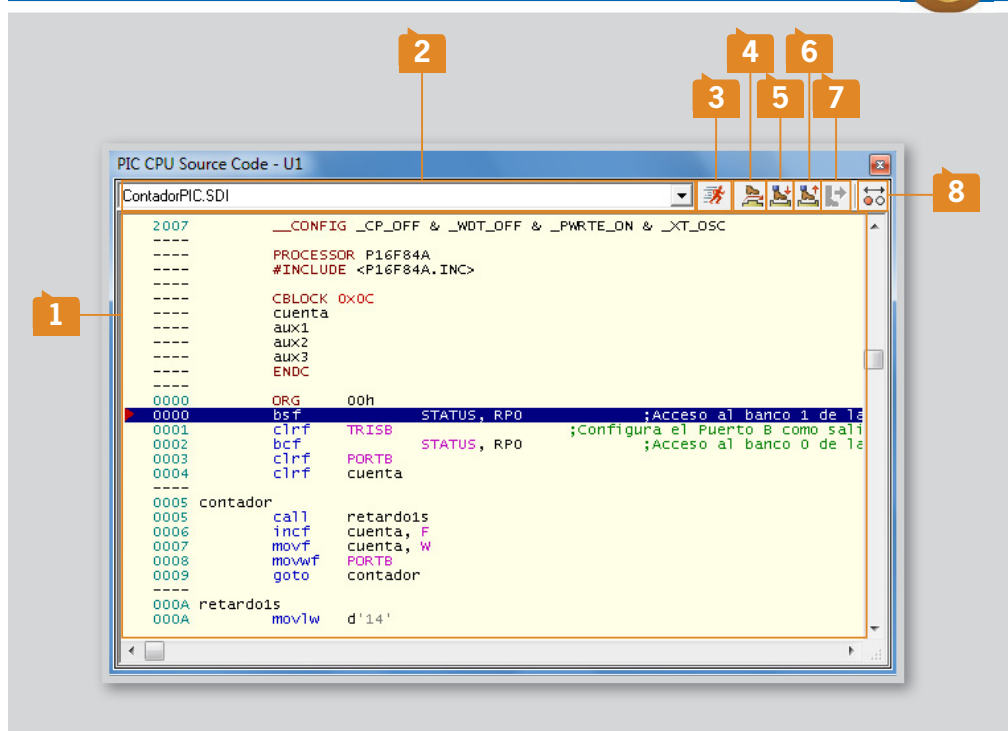 2
4
6
3
5
7
PIC CPU Source Code - U1
ContadorPIC.SDI
8
1
2007 __CONFIG _CP_OFF & _WDT_OFF & _PWRTE_ON & _XT_OSC
----
---- PROCESSOR P16F84A
---- #INCLUDE <P16F84A.INC>
----
---- CBLOCK 0x0C
---- cuenta
---- aux1
---- aux2
---- aux3
---- ENDC
----
0000 ORG 00h
0000 bsf STATUS, RP0 ;Acceso al banco 1 de la
0001 clrf TRISB ;Configura el Puerto B como sali
0002 bcf STATUS, RP0 ;Acceso al banco 0 de la
0003 clrf PORTB
0004 clrf cuenta
----
0005 contador
0005 call retardo1s
0006 incf cuenta, F
0007 movf cuenta, W
0008 movwf PORTB
0009 goto contador
----
000A retardo1s
000A movlw d'14'